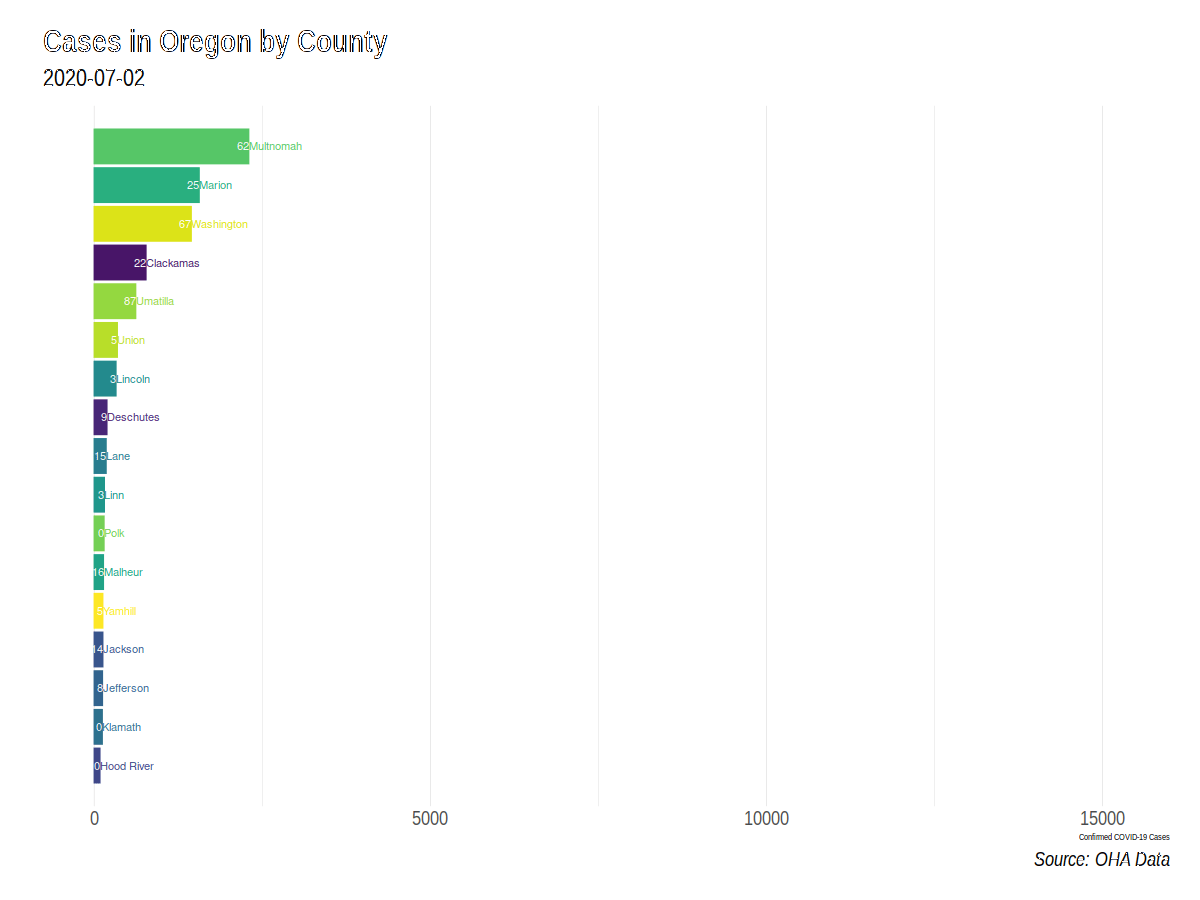 Cases in Oregon by County
2020-07-02
62Multnomah
25Marion
67Washington
22Clackamas
87Umatilla
5Union
3Lincoln
9Deschutes
15Lane
3Linn
0Polk
16Malheur
5Yamhill
14Jackson
8Jefferson
0Klamath
0Hood River
0 5000 10000 15000
Confirmed COVID-19 Cases
Source: OHA Data